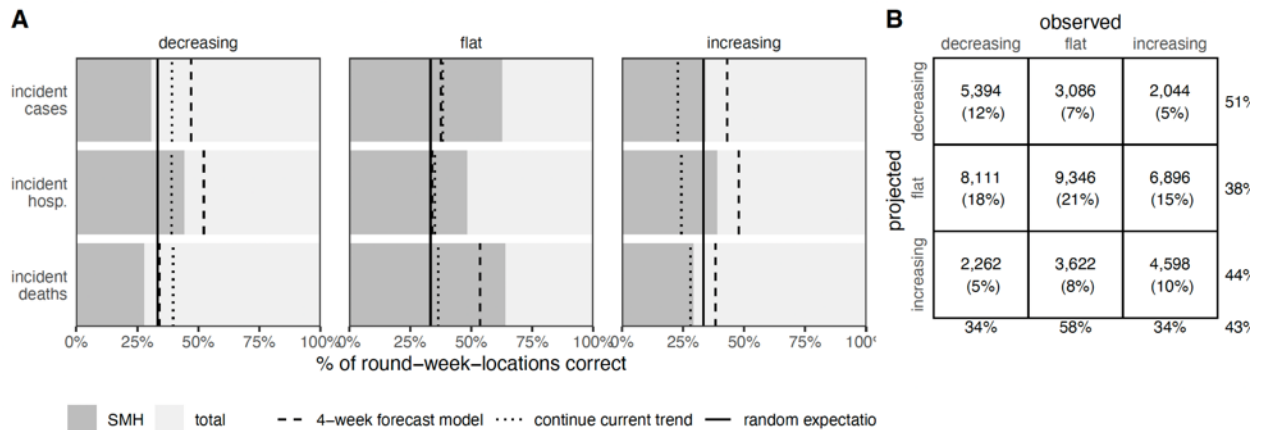 A
decreasing
flat
increasing
incident
cases
incident
hosp.
incident
deaths
0% 25% 50% 75% 100%
0% 25% 50% 75% 100%
0% 25% 50% 75% 100%
% of round−week−locations correct
SMH total 4−week forecast model continue current trend random expectatio
B
observed
decreasing flat increasing
projected
decreasing
5,394 3,086 2,044
(12%) (7%) (5%)
51%
flat
8,111 9,346 6,896
(18%) (21%) (15%)
38%
increasing
2,262 3,622 4,598
(5%) (8%) (10%)
44%
34% 58% 34% 43%